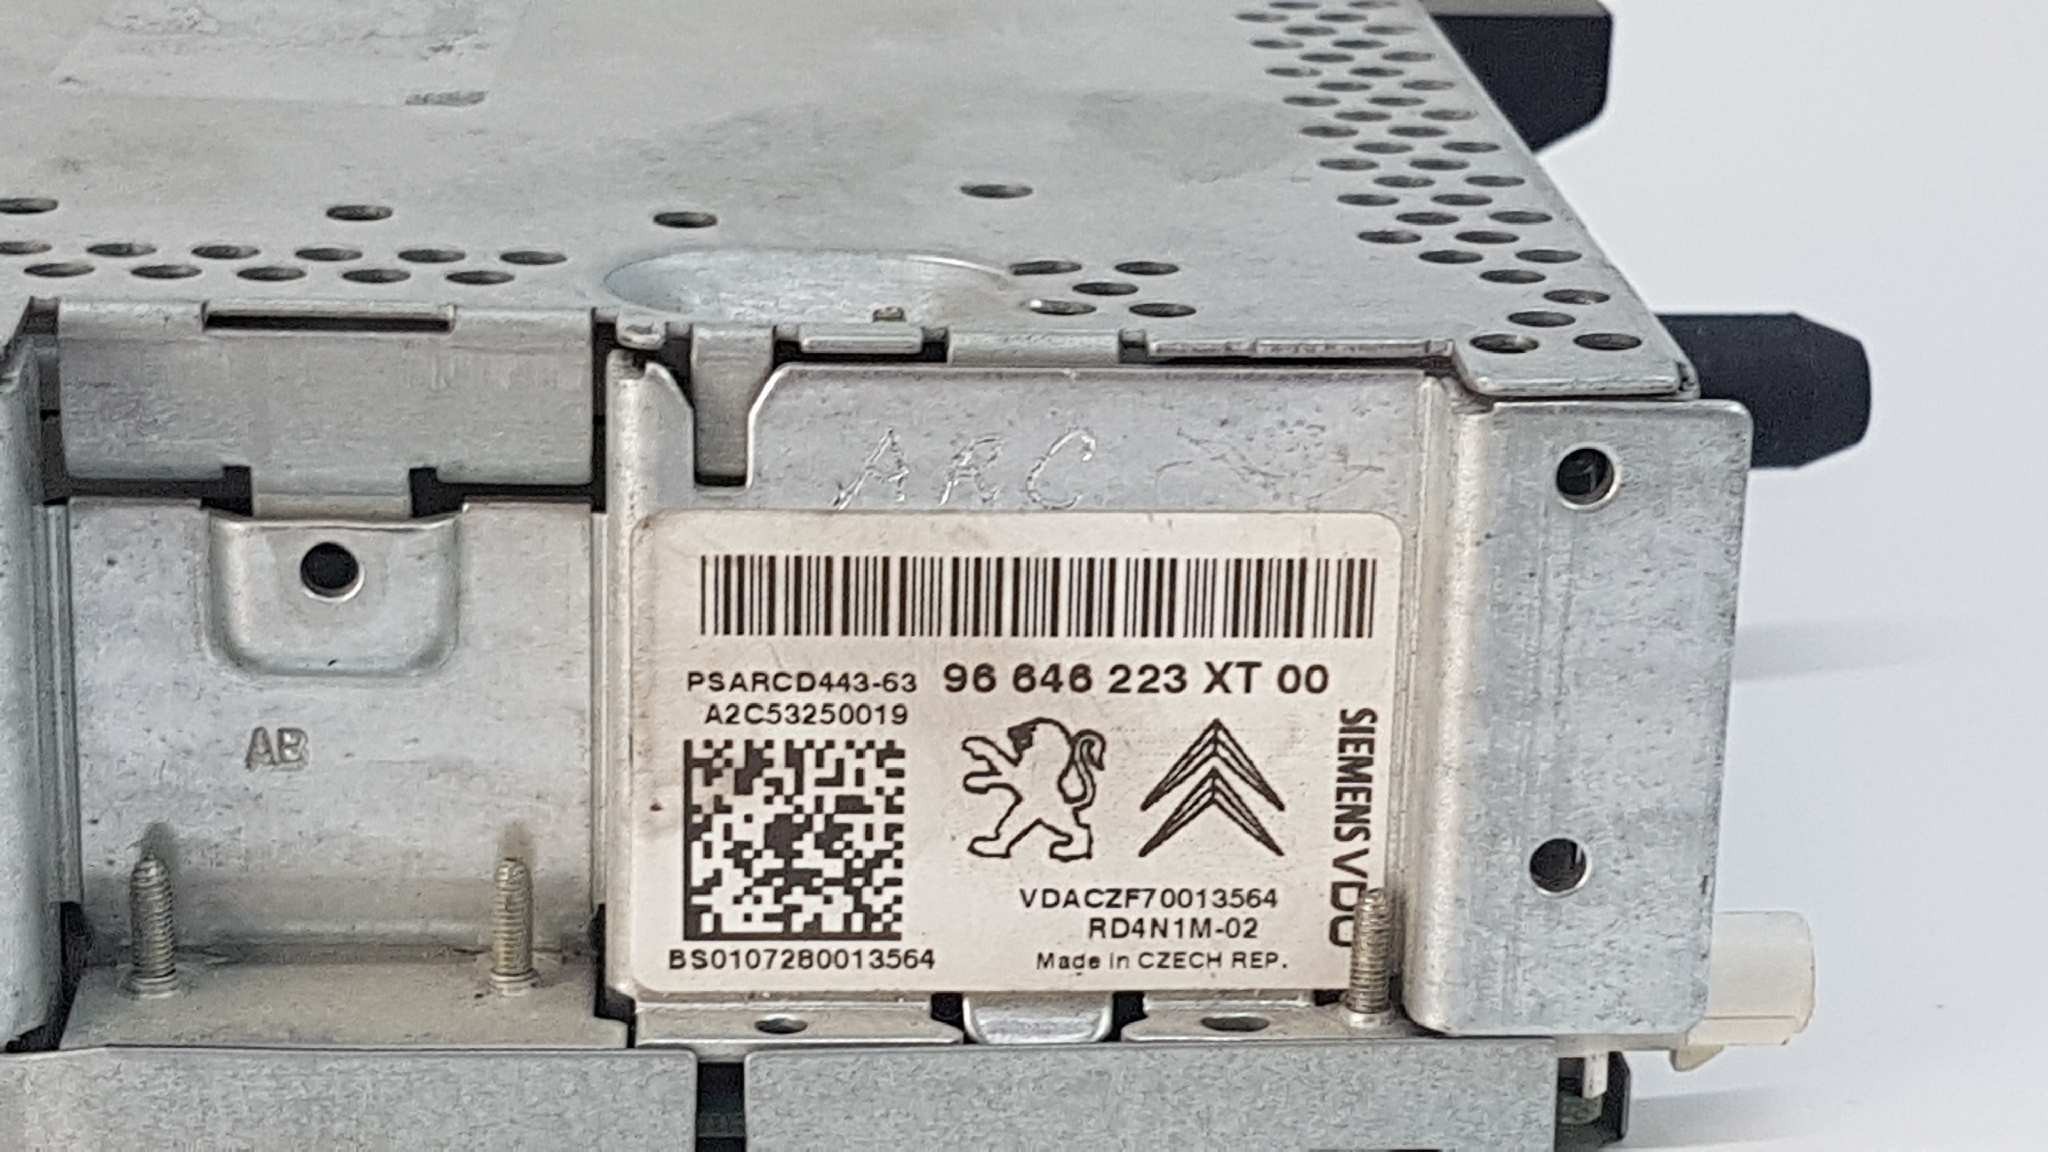 ARC
PSARCD443-63 96 646 223 XT 00
A2C53250019
SIEMENS VDO
AB
VDACZF70013564
RD4N1M-02
BS0107280013564 Made in CZECH REP.